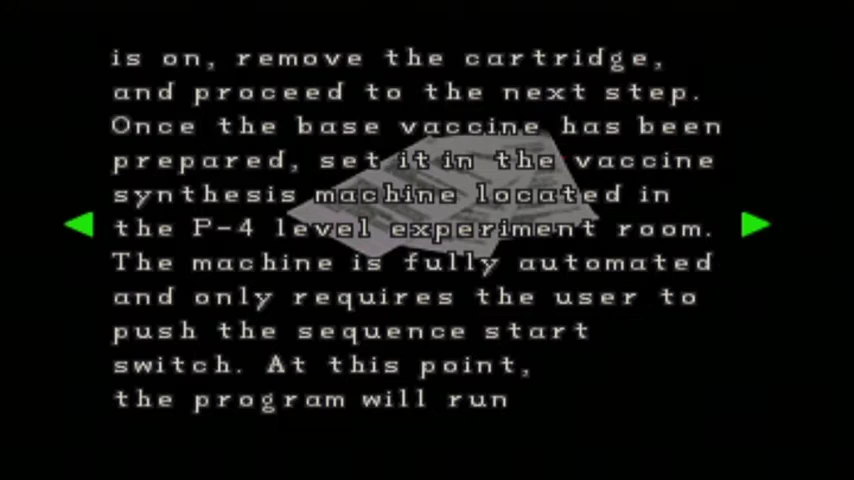 is on, remove the cartridge,
and proceed to the next step.
Once the base vaccine has been
prepared, set it in the vaccine
synthesis machine located in
the P-4 level experiment room.
The machine is fully automated
and only requires the user to
push the sequence start
switch. At this point,
the program will run